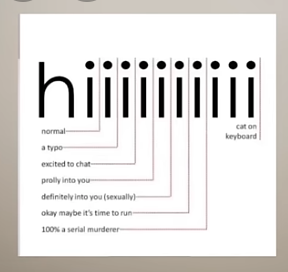 hiiiiiiiiii
normal
a typo
excited to chat
prolly into you
definitely into you (sexually)
okay maybe it's time to run
100% a serial murderer
cat on
keyboard